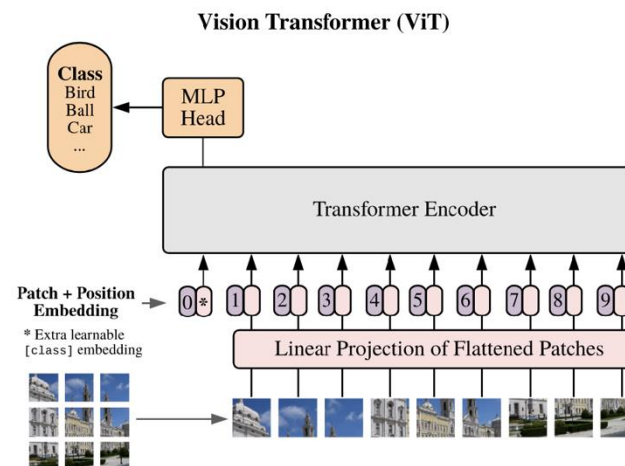 Vision Transformer (ViT)
Class
Bird
Ball
Car
...
MLP
Head
Transformer Encoder
Patch + Position
Embedding
0 * 1 2 3 4 5 6 7 8 9
* Extra learnable
[class] embedding
Linear Projection of Flattened Patches